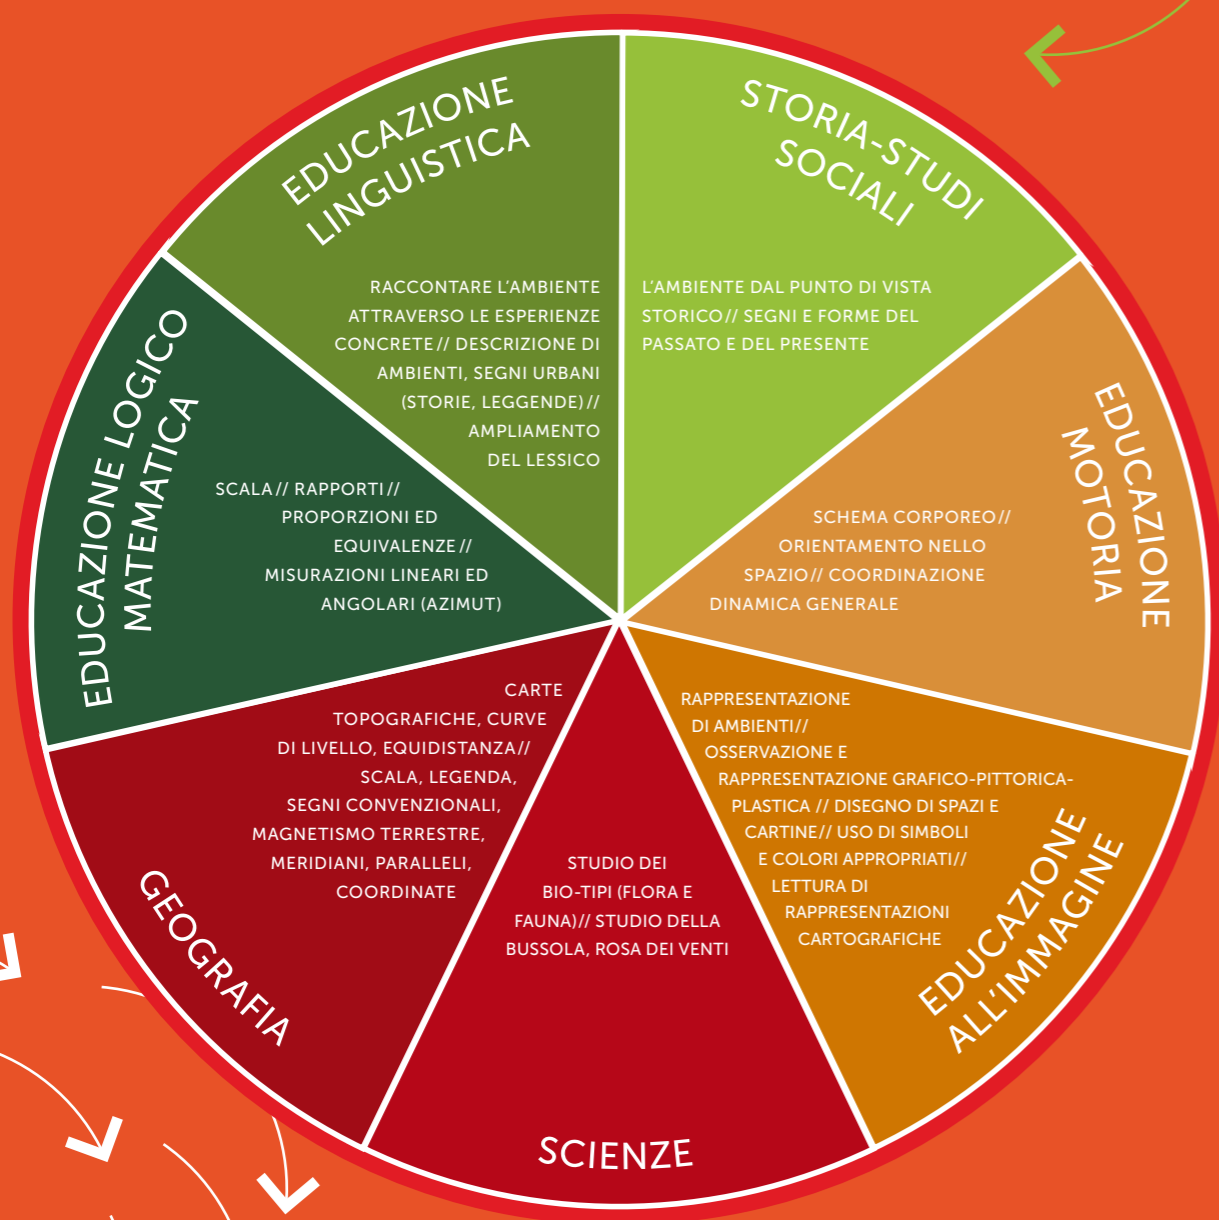 EDUCAZIONE
LINGUISTICA
RACCONTARE L’AMBIENTE
ATTRAVERSO LE ESPERIENZE
CONCRETE // DESCRIZIONE DI
AMBIENTI, SEGNI URBANI
(STORIE, LEGGENDE) //
AMPLIAMENTO
DEL LESSICO
STORIA-STUDI
SOCIALI
L’AMBIENTE DAL PUNTO DI VISTA
STORICO // SEGNI E FORME DEL
PASSATO E DEL PRESENTE
EDUCAZIONE
MOTORIA
SCHEMA CORPOREO //
ORIENTAMENTO NELLO
SPAZIO // COORDINAZIONE
DINAMICA GENERALE
EDUCAZIONE
ALL’IMMAGINE
RAPPRESENTAZIONE
DI AMBIENTI//
OSSERVAZIONE E
RAPPRESENTAZIONE GRAFICO-PITTORICA-
PLASTICA // DISEGNO DI SPAZI E
CARTINE// USO DI SIMBOLI
E COLORI APPROPRIATI//
LETTURA DI
RAPPRESENTAZIONI
CARTOGRAFICHE
SCIENZE
STUDIO DEI
BIO-TIPI (FLORA E
FAUNA)// STUDIO DELLA
BUSSOLA, ROSA DEI VENTI
GEOGRAFIA
CARTE
TOPOGRAFICHE, CURVE
DI LIVELLO, EQUIDISTANZA//
SCALA, LEGENDA,
SEGNI CONVENZIONALI,
MAGNETISMO TERRESTRE,
MERIDIANI, PARALLELI,
COORDINATE
EDUCAZIONE LOGICO
MATEMATICA
SCALA // RAPPORTI //
PROPORZIONI ED
EQUIVALENZE //
MISURAZIONI LINEARI ED
ANGOLARI (AZIMUT)